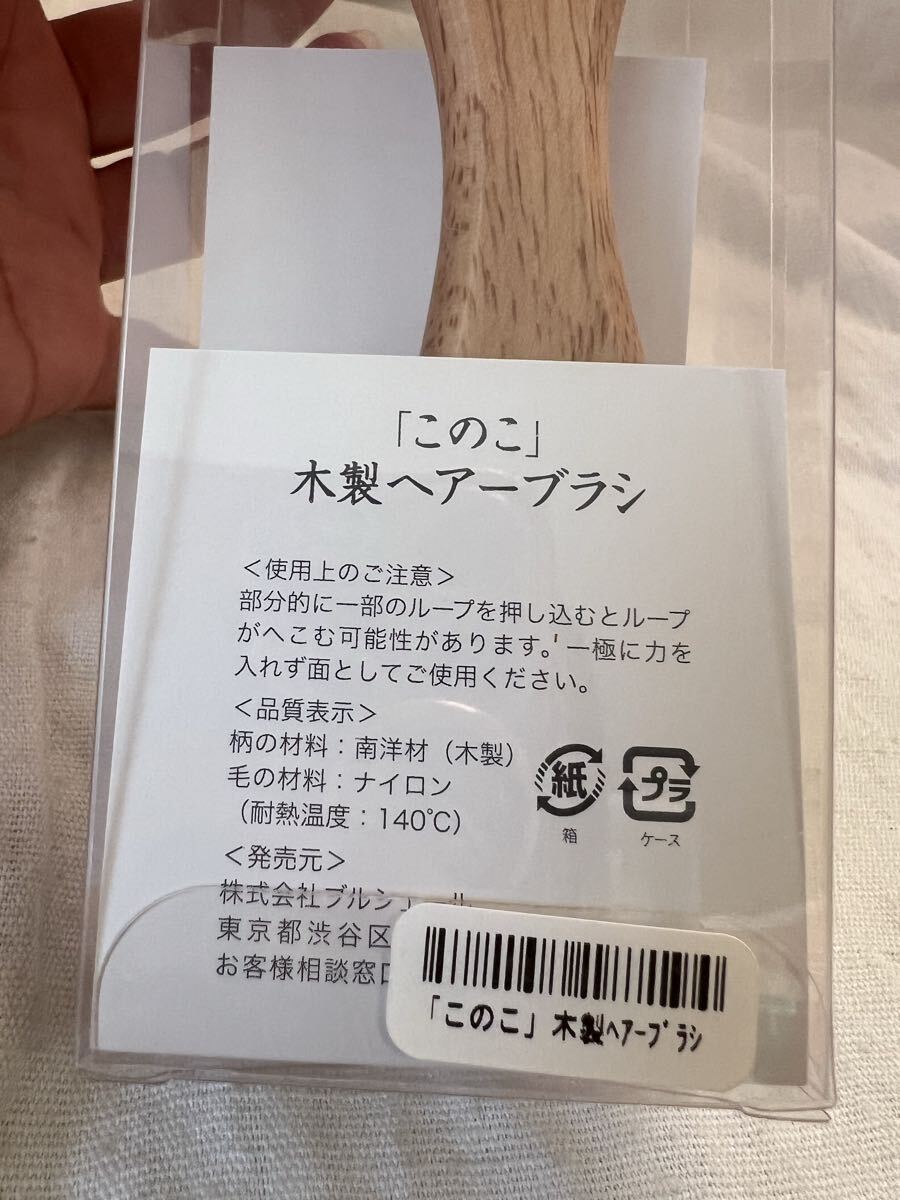 「このこ」
木製ヘアーブラシ
＜使用上のご注意＞
部分的に一部のループを押し込むとループ
がへこむ可能性があります。一極に力を
入れず面としてご使用ください。
＜品質表示＞
柄の材料：南洋材（木製）
毛の材料：ナイロン
（耐熱温度：140℃）
紙
箱
プラ
ケース
＜発売元＞
株式会社
東京都渋谷区
お客様相談窓口
「このこ」木製ﾍｱｰﾌﾞﾗｼ